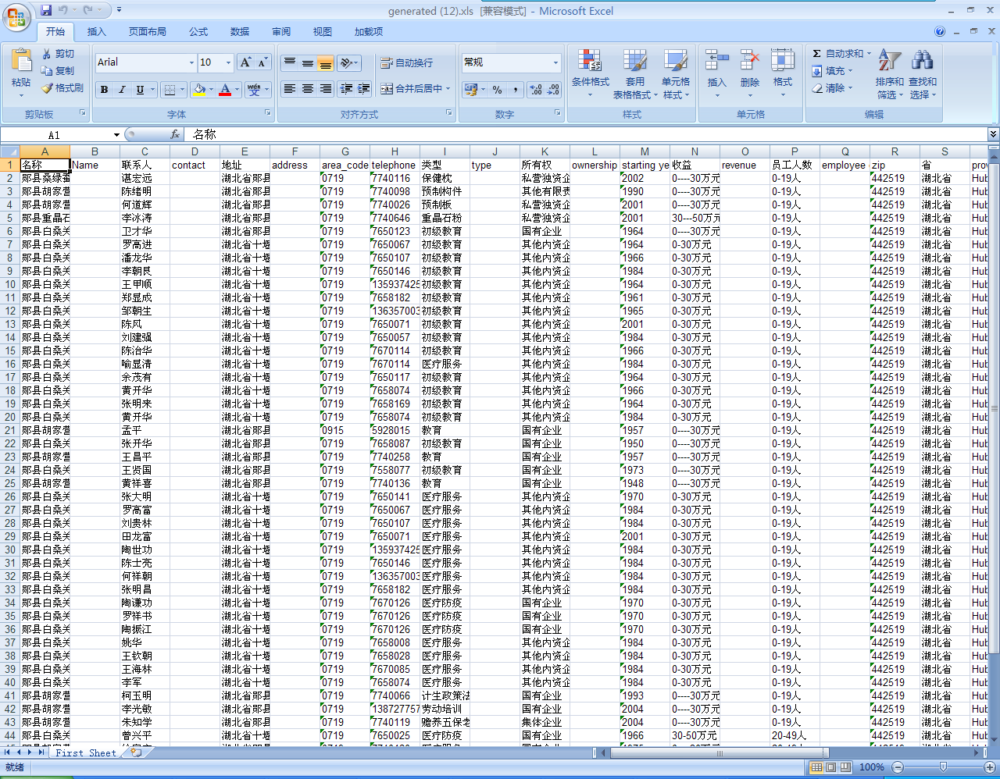 generated (12).xls [兼容模式] - Microsoft Excel
开始 插入 页面布局 公式 数据 审阅 视图 加载项
粘贴 剪切 复制 格式刷 剪贴板
Arial 10 B I U 字体
自动换行 合并后居中 对齐方式
常规 % , 数字
条件格式 套用表格格式 单元格样式 样式
插入 删除 格式 单元格
Σ 自动求和 填充 清除 排序和筛选 查找和选择 编辑
A1 fx 名称
A B C D E F G H I J K L M N O P Q R S
1 名称 Name 联系人 contact 地址 address area_code telephone 类型 type 所有权 ownership starting ye 收益 revenue 员工人数 employee zip 省 prov
2 郧县桑绿 谌宏远 湖北省郧县 0719 7740116 保健枕 私营独资企 2002 0----30万元 0-19人 442519 湖北省 Hub
3 郧县胡家营 陈绪明 湖北省郧县 0719 7740098 预制构件 其他有限责 1990 0----30万元 0-19人 442519 湖北省 Hub
4 郧县胡家营 何道辉 湖北省郧县 0719 7740026 预制板 私营独资企 2001 0----30万元 0-19人 442519 湖北省 Hub
5 郧县重晶石 李冰涛 湖北省郧县 0719 7740646 重晶石粉 私营独资企 2001 30---50万元 0-19人 442519 湖北省 Hub
6 郧县白桑关 卫才华 湖北省郧县 0719 7650123 初级教育 国有企业 1964 0----30万元 0-19人 442519 湖北省 Hub
7 郧县白桑关 罗高进 湖北省十堰 0719 7650067 初级教育 其他内资企 1964 0-30万元 0-19人 442519 湖北省 Hub
8 郧县白桑关 潘龙华 湖北省十堰 0719 7650107 初级教育 其他内资企 1966 0-30万元 0-19人 442519 湖北省 Hub
9 郧县白桑关 李朝艮 湖北省十堰 0719 7650146 初级教育 其他内资企 1984 0-30万元 0-19人 442519 湖北省 Hub
10 郧县白桑关 王甲顺 湖北省十堰 0719 135937425 初级教育 其他内资企 1964 0-30万元 0-19人 442519 湖北省 Hub
11 郧县白桑关 郑显成 湖北省十堰 0719 7658182 初级教育 其他内资企 1961 0-30万元 0-19人 442519 湖北省 Hub
12 郧县白桑关 邹朝生 湖北省十堰 0719 136357003 初级教育 其他内资企 1965 0-30万元 0-19人 442519 湖北省 Hub
13 郧县白桑关 陈风 湖北省十堰 0719 7650071 初级教育 其他内资企 2001 0-30万元 0-19人 442519 湖北省 Hub
14 郧县白桑关 刘建强 湖北省十堰 0719 7650057 初级教育 其他内资企 1984 0-30万元 0-19人 442519 湖北省 Hub
15 郧县白桑关 陈治华 湖北省十堰 0719 7670114 初级教育 其他内资企 1966 0-30万元 0-19人 442519 湖北省 Hub
16 郧县白桑关 喻显清 湖北省十堰 0719 7670114 医疗服务 其他内资企 1984 0-30万元 0-19人 442519 湖北省 Hub
17 郧县白桑关 余茂有 湖北省十堰 0719 7650117 初级教育 其他内资企 1964 0-30万元 0-19人 442519 湖北省 Hub
18 郧县白桑关 黄开华 湖北省十堰 0719 7658074 初级教育 其他内资企 1966 0-30万元 0-19人 442519 湖北省 Hub
19 郧县白桑关 张明来 湖北省十堰 0719 7658169 初级教育 其他内资企 1964 0-30万元 0-19人 442519 湖北省 Hub
20 郧县白桑关 黄开华 湖北省十堰 0719 7658074 初级教育 其他内资企 1984 0-30万元 0-19人 442519 湖北省 Hub
21 郧县胡家营 孟平 湖北省郧县 0915 5928015 教育 国有企业 1957 0----30万元 0-19人 442519 湖北省 Hub
22 郧县白桑关 张开华 湖北省郧县 0719 7658087 初级教育 国有企业 1950 0----30万元 0-19人 442519 湖北省 Hub
23 郧县胡家营 王昌平 湖北省郧县 0719 7740258 教育 国有企业 1957 0----30万元 0-19人 442519 湖北省 Hub
24 郧县白桑关 王贤国 湖北省郧县 0719 7558077 初级教育 国有企业 1973 0----30万元 0-19人 442519 湖北省 Hub
25 郧县胡家营 黄祥喜 湖北省郧县 0719 7740136 教育 国有企业 1948 0----30万元 0-19人 442519 湖北省 Hub
26 郧县白桑关 张大明 湖北省十堰 0719 7650141 医疗服务 其他内资企 1970 0-30万元 0-19人 442519 湖北省 Hub
27 郧县白桑关 罗高富 湖北省十堰 0719 7650067 医疗服务 其他内资企 1984 0-30万元 0-19人 442519 湖北省 Hub
28 郧县白桑关 刘贵林 湖北省十堰 0719 7650107 医疗服务 其他内资企 1984 0-30万元 0-19人 442519 湖北省 Hub
29 郧县白桑关 田龙富 湖北省十堰 0719 7650071 医疗服务 其他内资企 2001 0-30万元 0-19人 442519 湖北省 Hub
30 郧县白桑关 陶世功 湖北省十堰 0719 135937425 医疗服务 其他内资企 1984 0-30万元 0-19人 442519 湖北省 Hub
31 郧县白桑关 陈士亮 湖北省十堰 0719 7650146 医疗服务 其他内资企 1984 0-30万元 0-19人 442519 湖北省 Hub
32 郧县白桑关 何祥朝 湖北省十堰 0719 136357003 医疗服务 其他内资企 1984 0-30万元 0-19人 442519 湖北省 Hub
33 郧县白桑关 张明昌 湖北省十堰 0719 7658182 医疗服务 其他内资企 1984 0-30万元 0-19人 442519 湖北省 Hub
34 郧县白桑关 陶谦功 湖北省十堰 0719 7670126 医疗防疫 国有企业 1970 0-30万元 0-19人 442519 湖北省 Hub
35 郧县白桑关 罗祥书 湖北省十堰 0719 7670126 医疗防疫 国有企业 1970 0-30万元 0-19人 442519 湖北省 Hub
36 郧县白桑关 陶振江 湖北省十堰 0719 7670126 医疗防疫 国有企业 1970 0-30万元 0-19人 442519 湖北省 Hub
37 郧县白桑关 姚华 湖北省十堰 0719 7658008 医疗服务 其他内资企 1984 0-30万元 0-19人 442519 湖北省 Hub
38 郧县白桑关 王钦朝 湖北省十堰 0719 7658028 医疗服务 其他内资企 1984 0-30万元 0-19人 442519 湖北省 Hub
39 郧县白桑关 王海林 湖北省十堰 0719 7670085 医疗服务 其他内资企 1984 0-30万元 0-19人 442519 湖北省 Hub
40 郧县白桑关 李军 湖北省十堰 0719 7658074 医疗服务 其他内资企 1984 0-30万元 0-19人 442519 湖北省 Hub
41 郧县胡家营 柯玉明 湖北省郧县 0719 7740066 计生政策法 国有企业 1993 0----30万元 0-19人 442519 湖北省 Hub
42 郧县胡家营 李光敏 湖北省郧县 0719 138727757 劳动培训 国有企业 2004 0----30万元 0-19人 442519 湖北省 Hub
43 郧县胡家营 朱知学 湖北省郧县 0719 7740119 赡养五保老 集体企业 2004 0----30万元 0-19人 442519 湖北省 Hub
44 郧县白桑关 曾兴平 湖北省郧县 0719 7650025 医疗防疫 国有企业 1966 30-50万元 20-49人 442519 湖北省 Hub
First Sheet
就绪 100%